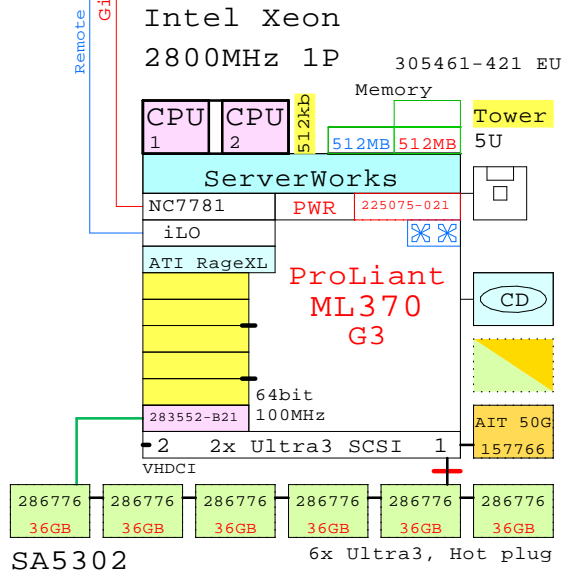 Intel Xeon
2800MHz 1P
305461-421 EU
Remote
Gi
Memory
CPU
1
CPU
2
512kb
512MB
512MB
Tower
5U
ServerWorks
NC7781
PWR
225075-021
iLO
ATI RageXL
ProLiant
ML370
G3
CD
64bit
100MHz
283552-B21
AIT 50G
157766
2
2x Ultra3 SCSI
1
VHDCI
286776
36GB
286776
36GB
286776
36GB
286776
36GB
286776
36GB
286776
36GB
SA5302
6x Ultra3, Hot plug